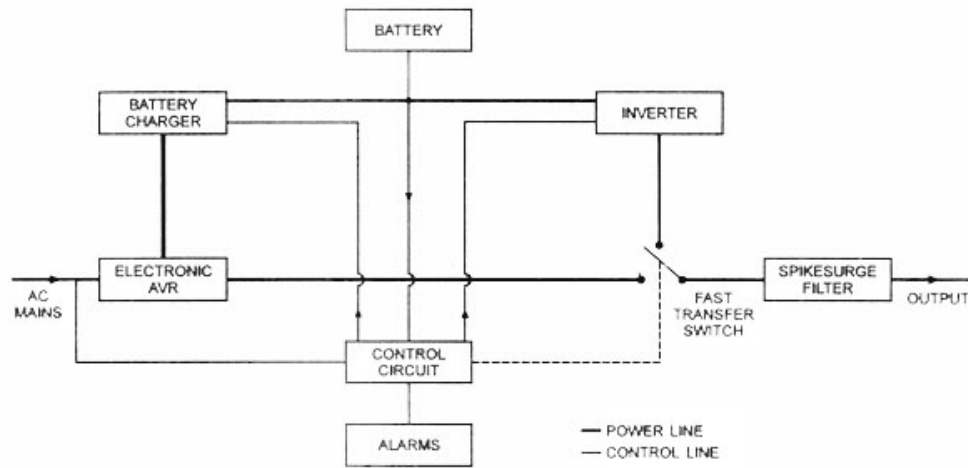 BATTERY
BATTERY
CHARGER
INVERTER
ELECTRONIC
AVR
AC
MAINS
FAST
TRANSFER
SWITCH
SPIKESURGE
FILTER
OUTPUT
CONTROL
CIRCUIT
ALARMS
POWER LINE
CONTROL LINE